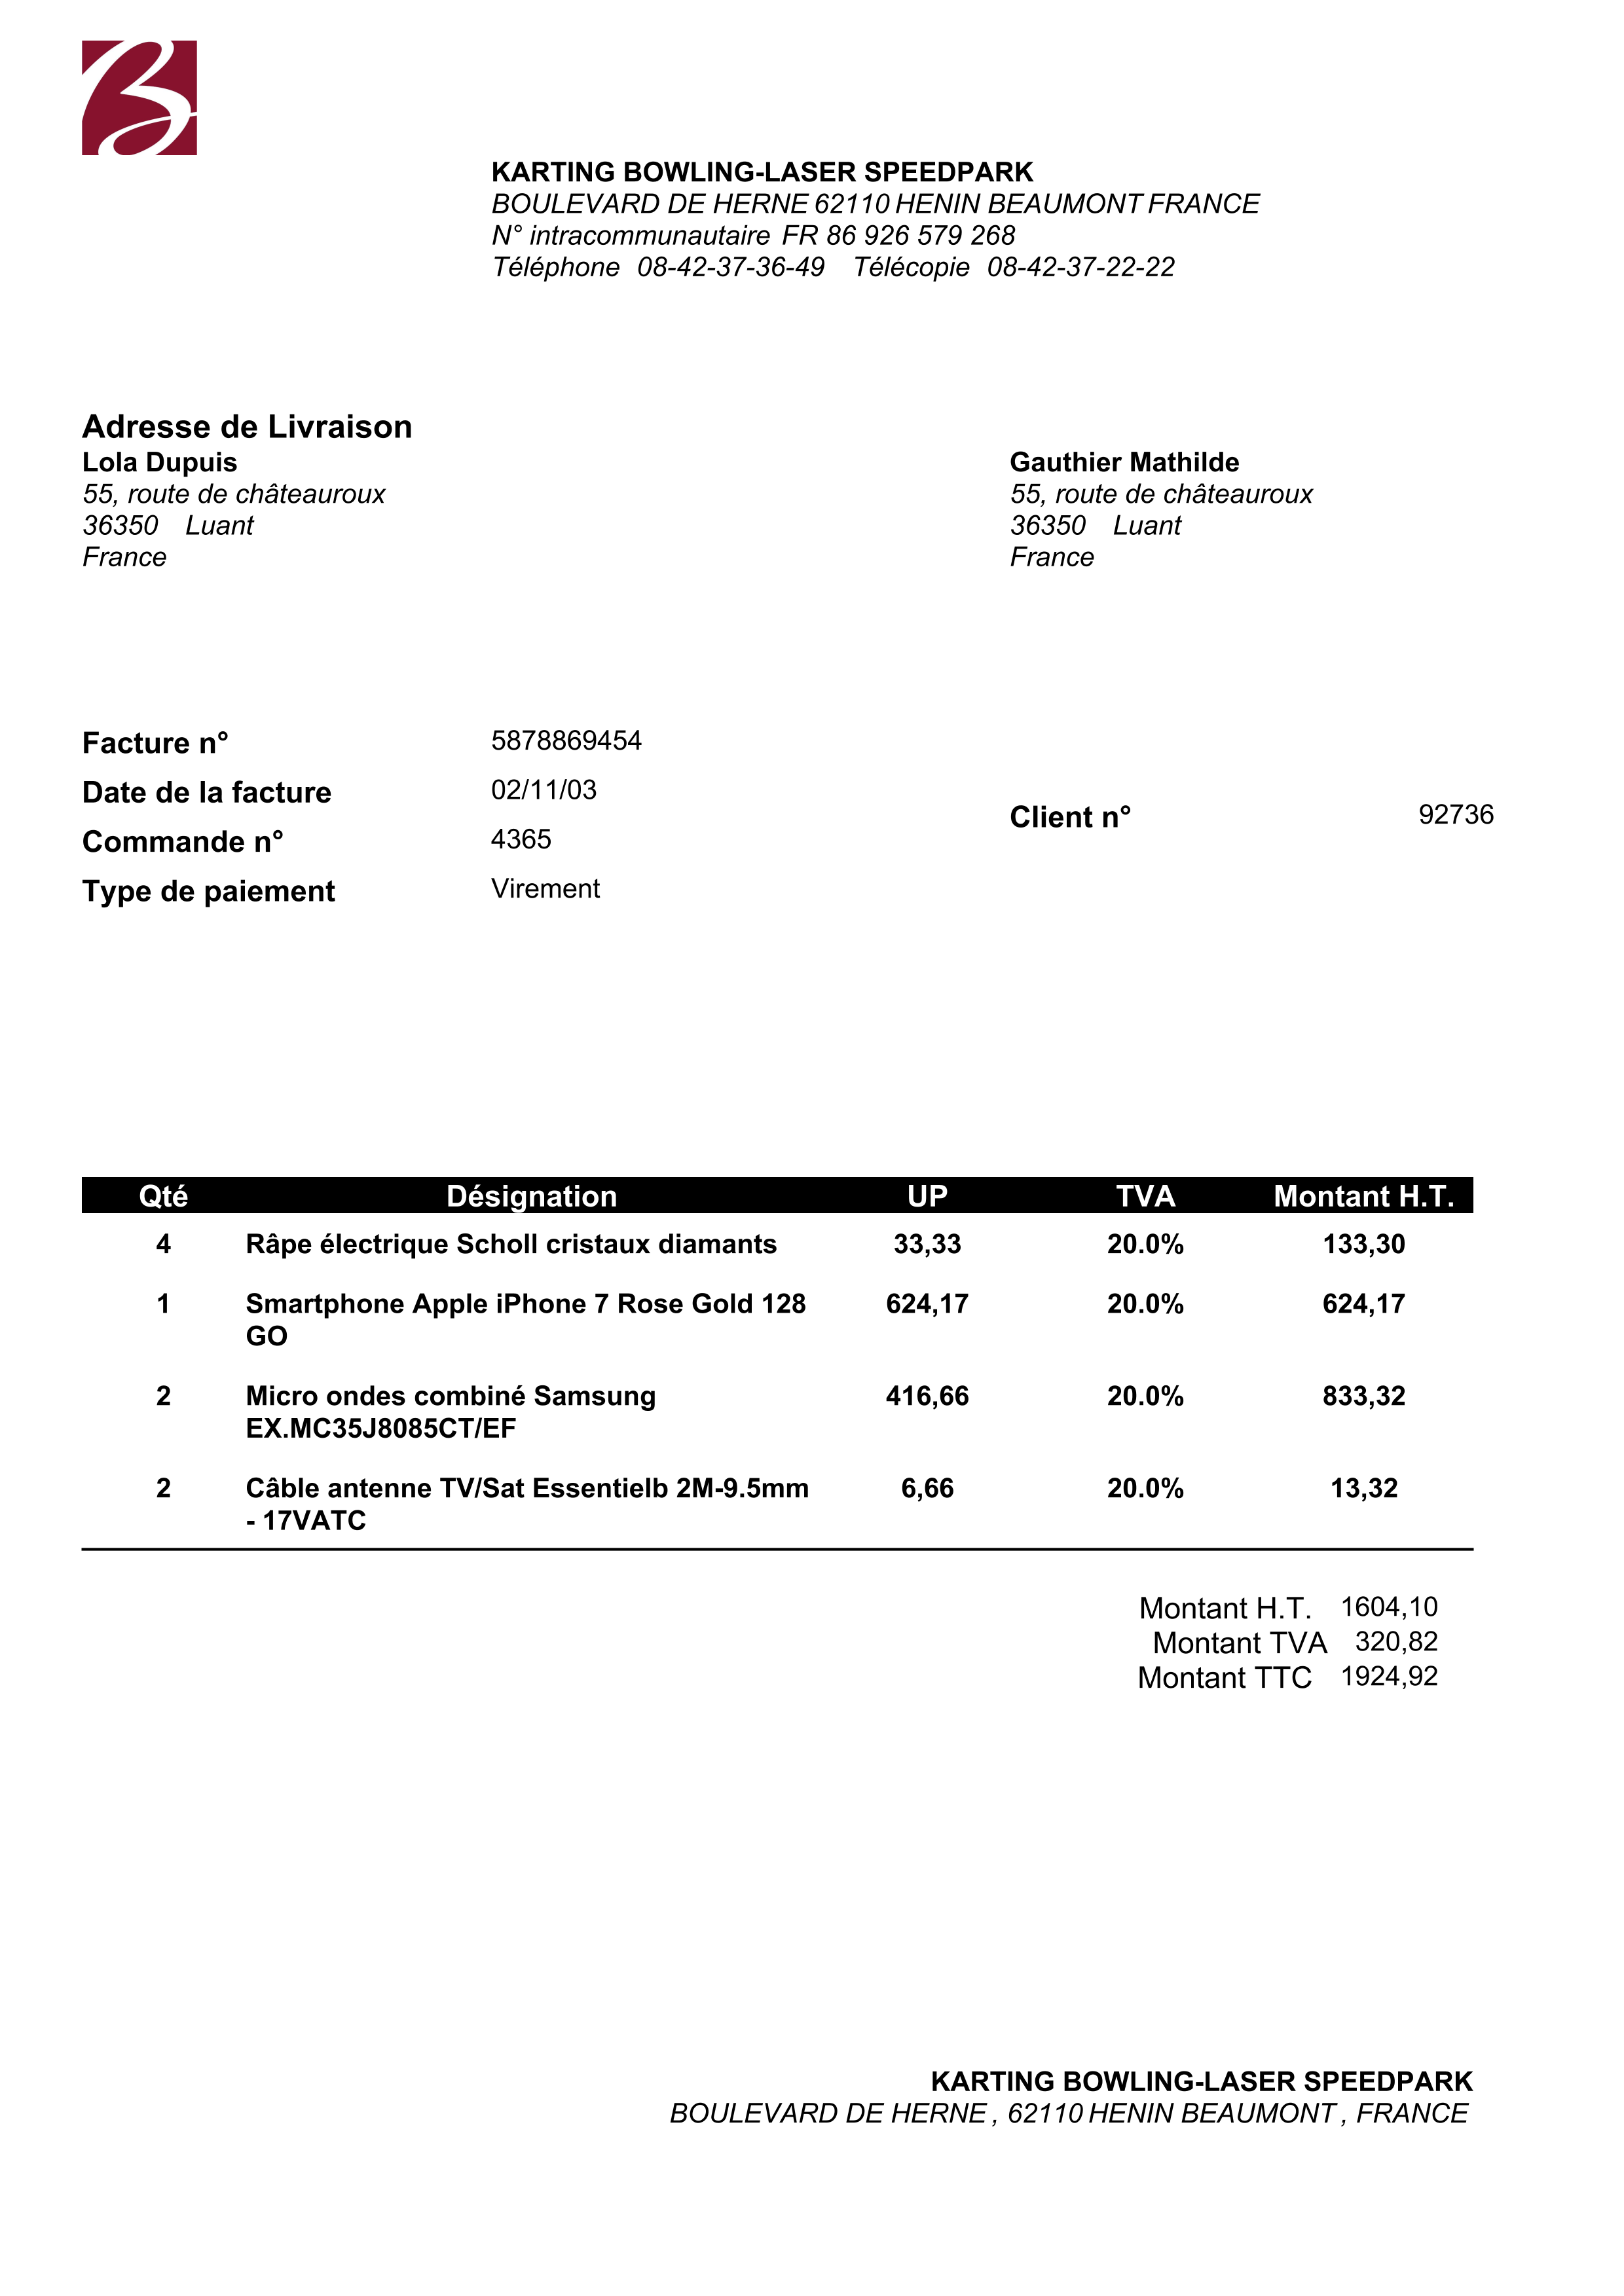 B
KARTING BOWLING-LASER SPEEDPARK
BOULEVARD DE HERNE 62110 HENIN BEAUMONT FRANCE
N° intracommunautaire FR 86 926 579 268
Téléphone 08-42-37-36-49 Télécopie 08-42-37-22-22
Adresse de Livraison
Lola Dupuis
55, route de châteauroux
36350 Luant
France
Gauthier Mathilde
55, route de châteauroux
36350 Luant
France
Facture n° 5878869454
Date de la facture 02/11/03
Commande n° 4365
Type de paiement Virement
Client n° 92736
Qté Désignation UP TVA Montant H.T.
4 Râpe électrique Scholl cristaux diamants 33,33 20.0% 133,30
1 Smartphone Apple iPhone 7 Rose Gold 128 624,17 20.0% 624,17
GO
2 Micro ondes combiné Samsung 416,66 20.0% 833,32
EX.MC35J8085CT/EF
2 Câble antenne TV/Sat Essentielb 2M-9.5mm 6,66 20.0% 13,32
- 17VATC
Montant H.T. 1604,10
Montant TVA 320,82
Montant TTC 1924,92
KARTING BOWLING-LASER SPEEDPARK
BOULEVARD DE HERNE , 62110 HENIN BEAUMONT , FRANCE